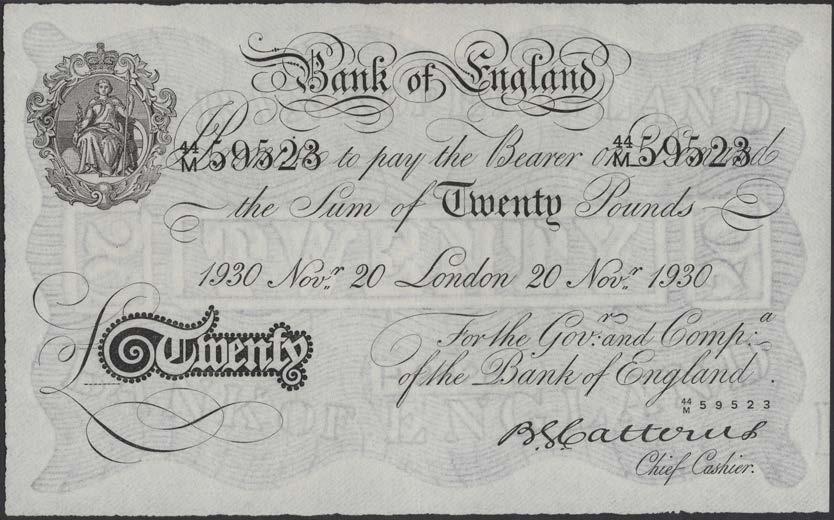 Bank of England
I Promise to pay the Bearer on Demand
44/M 59523 44/M 59523
the Sum of Twenty Pounds
1930 Novr. 20 London 20 Novr. 1930
£ Twenty
For the Govr. and Compa.
of the Bank of England.
44/M 59523
B G Catterns
Chief Cashier.